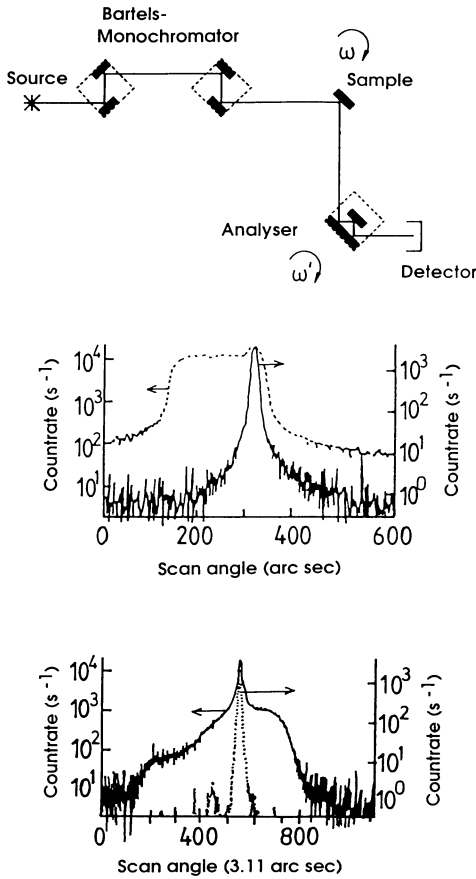 Bartels-
Monochromator
ω
Source
Sample
Analyser
ω'
Detector
Countrate (s⁻¹)
10⁴
10³
10²
10¹
10³
10²
10¹
10⁰
Countrate (s⁻¹)
0 200 400 600
Scan angle (arc sec)
Countrate (s⁻¹)
10⁴
10³
10²
10¹
10³
10²
10¹
10⁰
Countrate (s⁻¹)
0 400 800
Scan angle (3.11 arc sec)